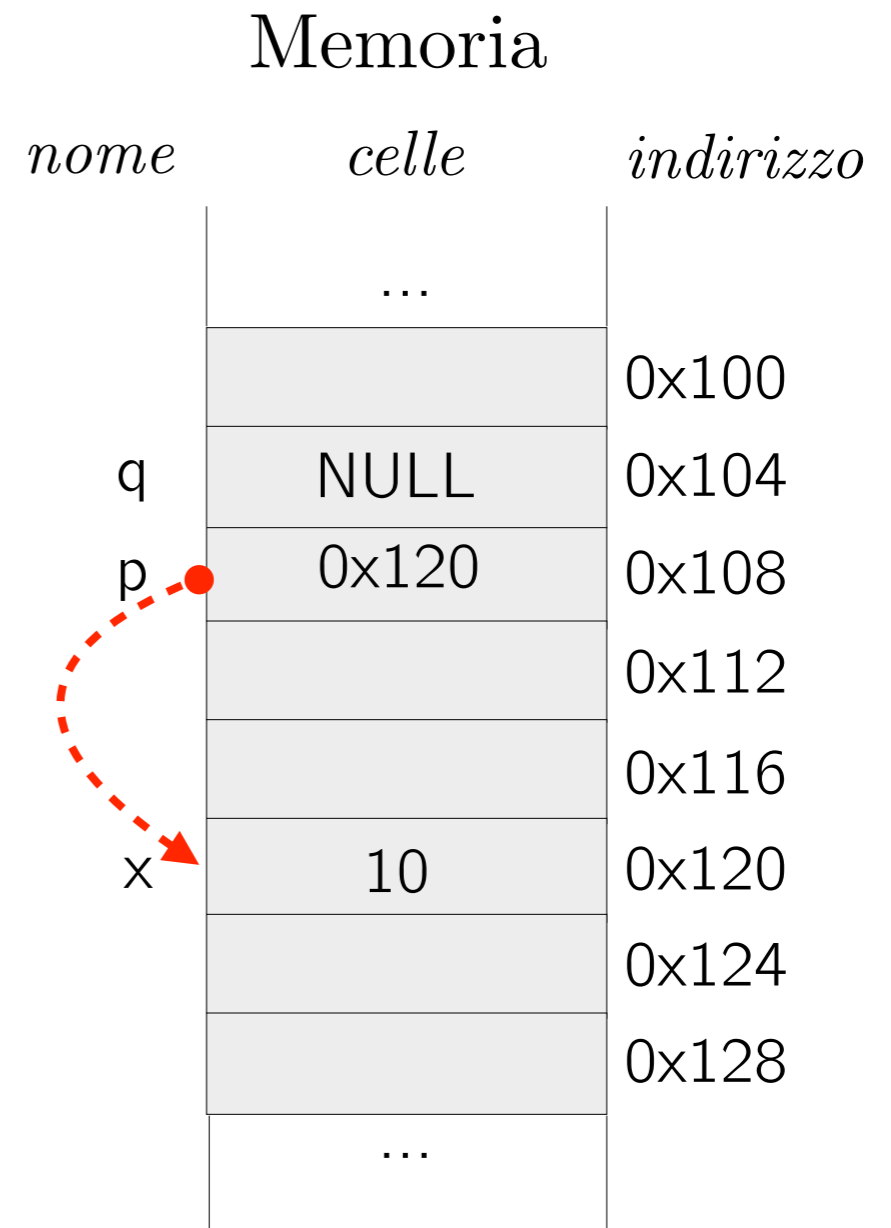 Memoria
nome celle indirizzo
...
0x100
q NULL 0x104
p 0x120 0x108
0x112
0x116
x 10 0x120
0x124
0x128
...